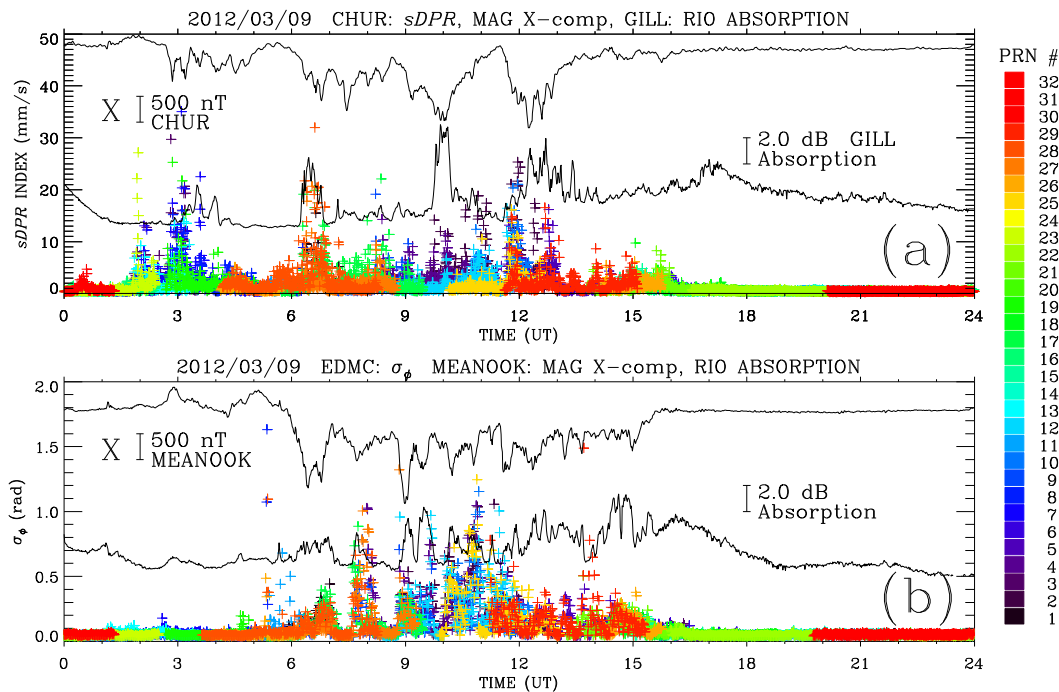 2012/03/09 CHUR: sDPR, MAG X-comp, GILL: RIO ABSORPTION
50
40
30
20
10
0
sDPR INDEX (mm/s)
X 500 nT
CHUR
2.0 dB GILL
Absorption
(a)
0 3 6 9 12 15 18 21 24
TIME (UT)
2012/03/09 EDMC: σϕ MEANOOK: MAG X-comp, RIO ABSORPTION
2.0
1.5
1.0
0.5
0.0
σϕ (rad)
X 500 nT
MEANOOK
2.0 dB
Absorption
(b)
0 3 6 9 12 15 18 21 24
TIME (UT)
PRN #
32
31
30
29
28
27
26
25
24
23
22
21
20
19
18
17
16
15
14
13
12
11
10
9
8
7
6
5
4
3
2
1